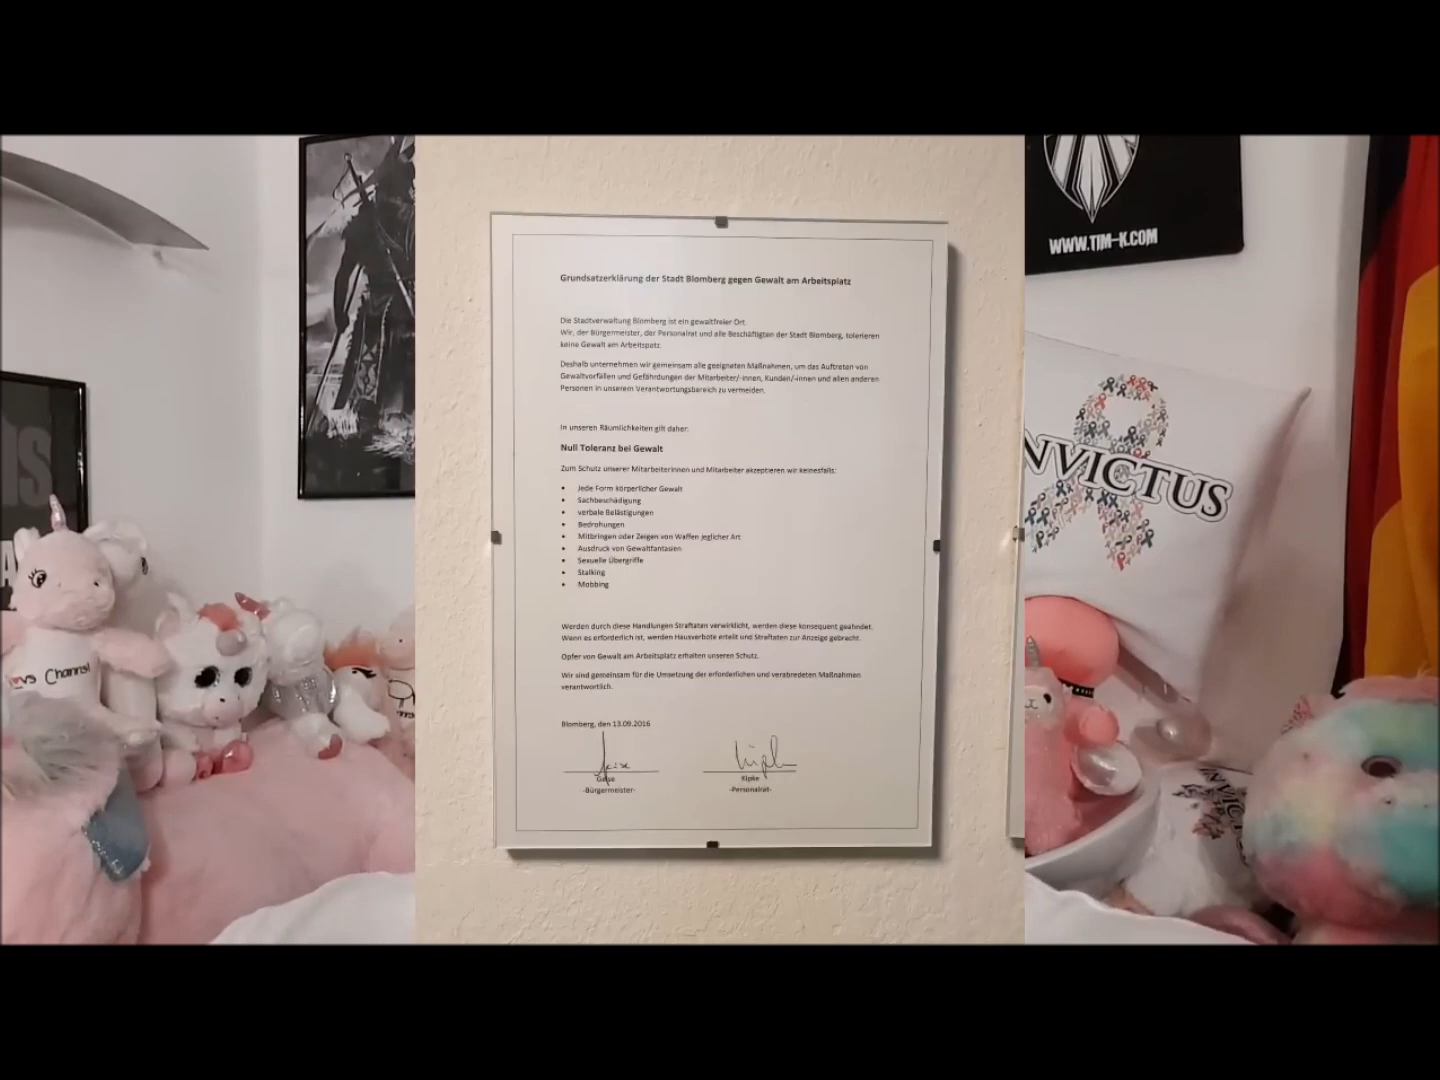 Grundsatzerklärung der Stadt Blomberg gegen Gewalt am Arbeitsplatz
Die Stadtverwaltung Blomberg ist ein gewaltfreier Ort.
Wir, der Bürgermeister, der Personalrat und alle Beschäftigten der Stadt Blomberg, tolerieren
keine Gewalt am Arbeitspatz.
Deshalb unternehmen wir gemeinsam alle geeigneten Maßnahmen, um das Auftreten von
Gewaltvorfällen und Gefährdungen der Mitarbeiter/-innen, Kunden/-innen und allen anderen
Personen in unserem Verantwortungsbereich zu vermeiden.
In unseren Räumlichkeiten gilt daher:
Null Toleranz bei Gewalt
Zum Schutz unserer Mitarbeiterinnen und Mitarbeiter akzeptieren wir keinesfalls:
• Jede Form körperlicher Gewalt
• Sachbeschädigung
• verbale Belästigungen
• Bedrohungen
• Mitbringen oder Zeigen von Waffen jeglicher Art
• Ausdruck von Gewaltfantasien
• Sexuelle Übergriffe
• Stalking
• Mobbing
Werden durch diese Handlungen Straftaten verwirklicht, werden diese konsequent geahndet.
Wenn es erforderlich ist, werden Hausverbote erteilt und Straftaten zur Anzeige gebracht.
Opfer von Gewalt am Arbeitsplatz erhalten unseren Schutz.
Wir sind gemeinsam für die Umsetzung der erforderlichen und verabredeten Maßnahmen
verantwortlich.
Blomberg, den 13.09.2016
Geise Kipke
-Bürgermeister- -Personalrat-
WWW.TIM-K.COM
NVICTUS
Channel